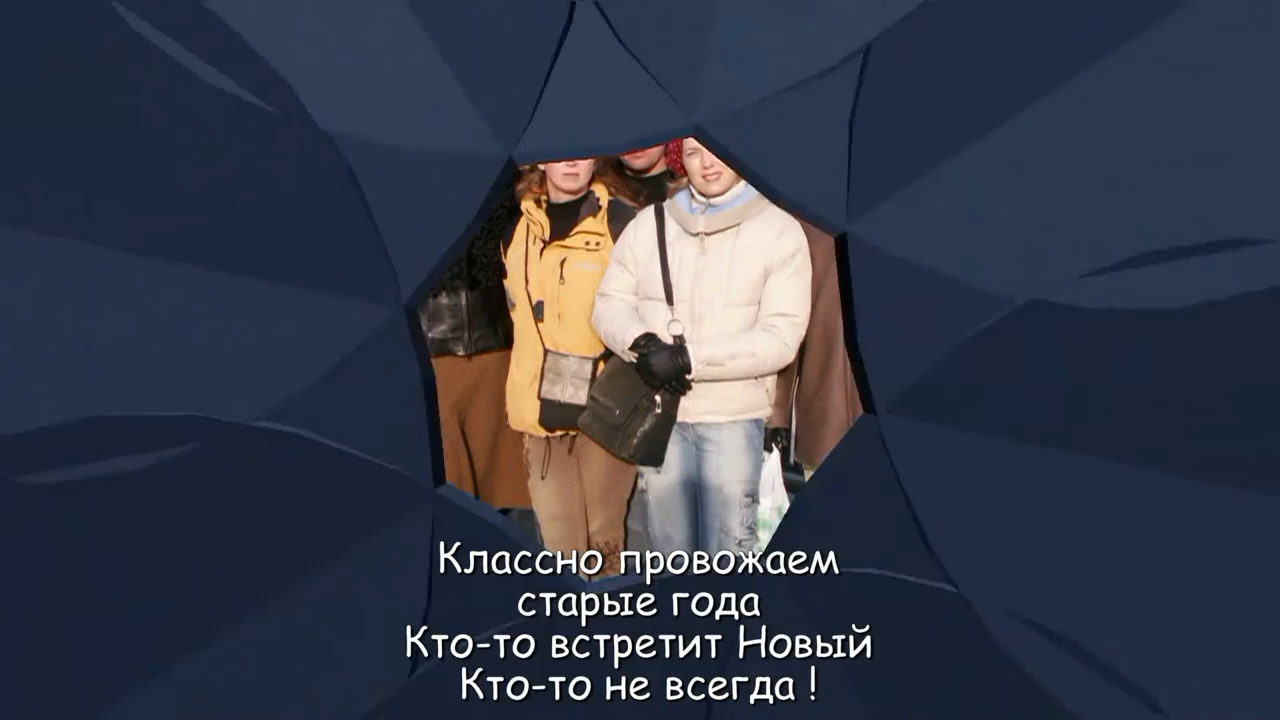 Классно провожаем
старые года
Кто-то встретит Новый
Кто-то не всегда !